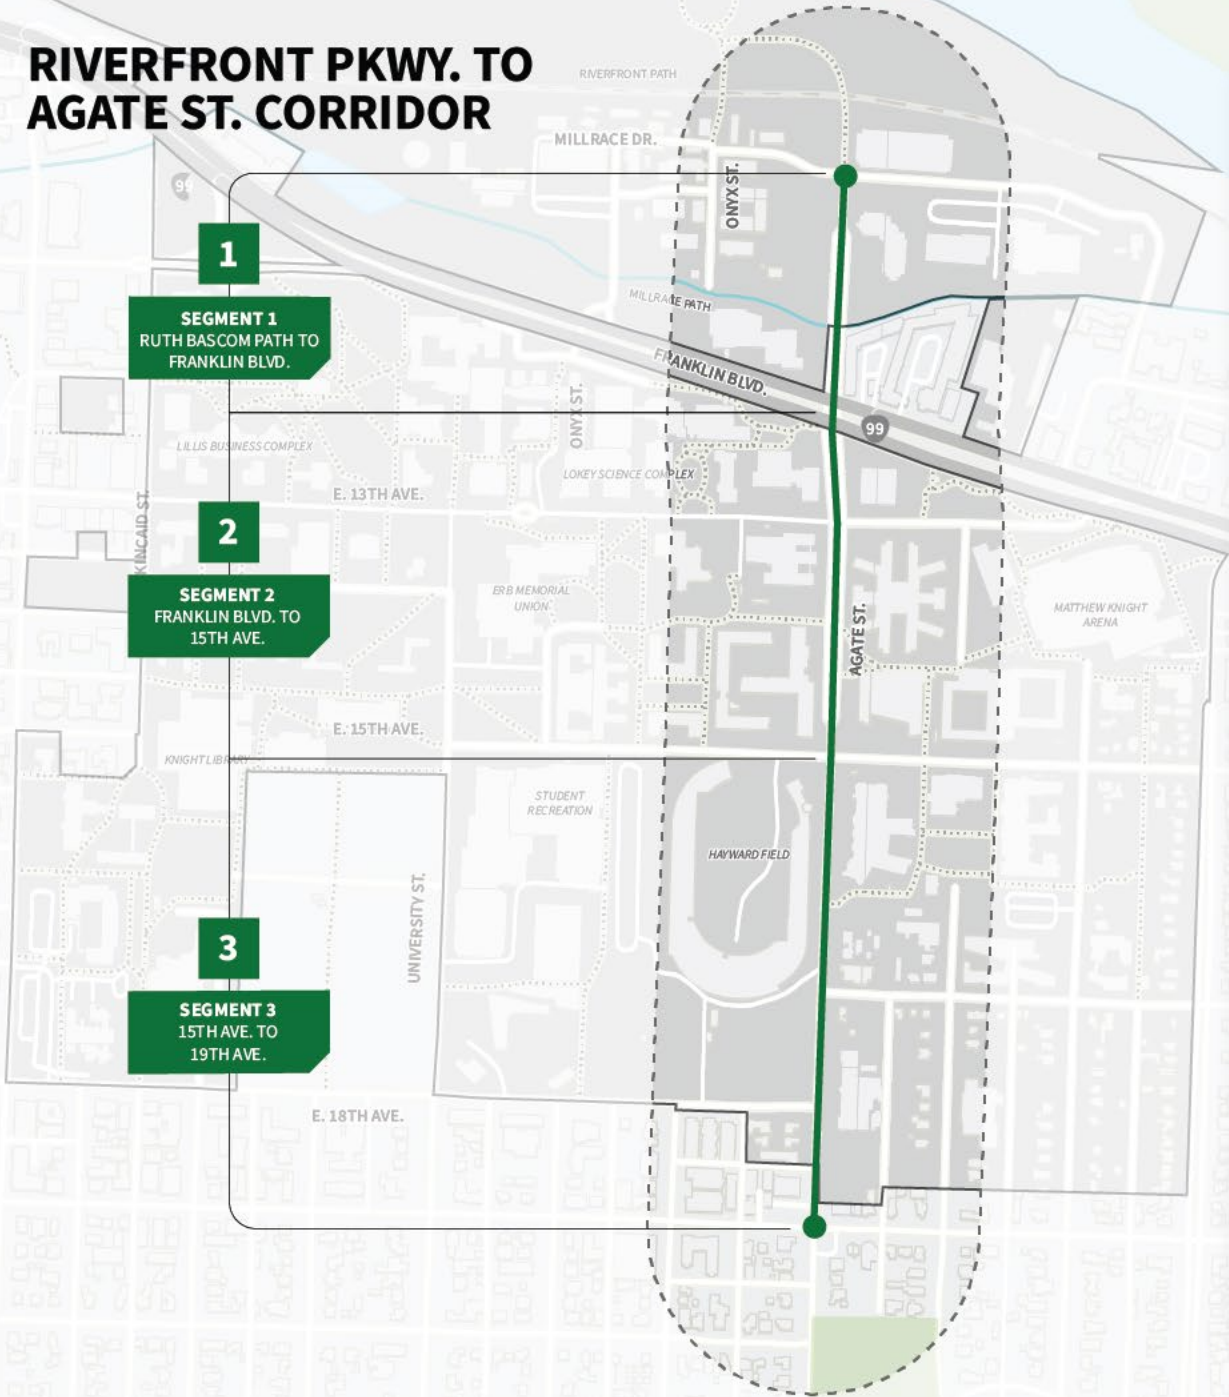 RIVERFRONT PKWY. TO
AGATE ST. CORRIDOR
RIVERFRONT PATH
MILLRACE DR.
ONYX ST.
99
1
SEGMENT 1
RUTH BASCOM PATH TO
FRANKLIN BLVD.
MILLRACE PATH
FRANKLIN BLVD.
99
ONYX ST.
LILLIS BUSINESS COMPLEX
LOKEY SCIENCE COMPLEX
E. 13TH AVE.
KINCAID ST.
2
SEGMENT 2
FRANKLIN BLVD. TO
15TH AVE.
ERB MEMORIAL
UNION
AGATE ST.
MATTHEW KNIGHT
ARENA
E. 15TH AVE.
KNIGHT LIBRARY
STUDENT
RECREATION
HAYWARD FIELD
UNIVERSITY ST.
3
SEGMENT 3
15TH AVE. TO
19TH AVE.
E. 18TH AVE.